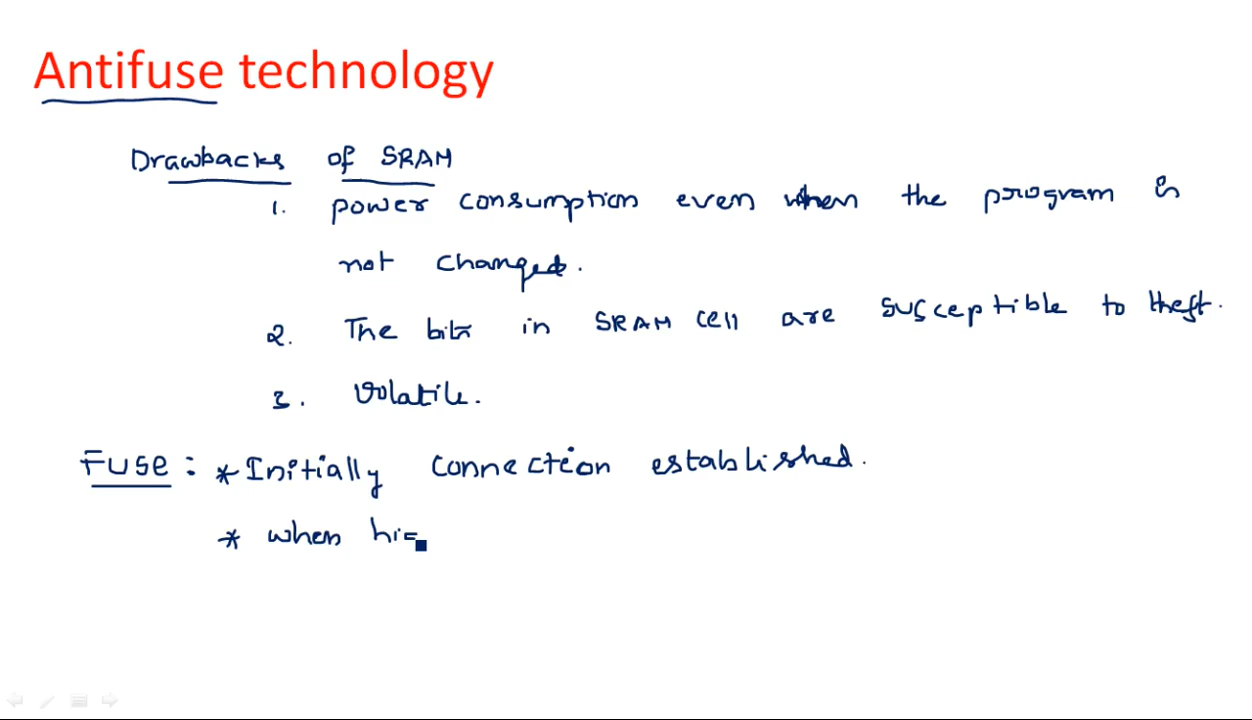 Antifuse technology
Drawbacks of SRAM
1. power consumption even when the program is
not changed.
2. The bits in SRAM cell are susceptible to theft.
3. Volatile.
Fuse: * Initially connection established.
* when hi